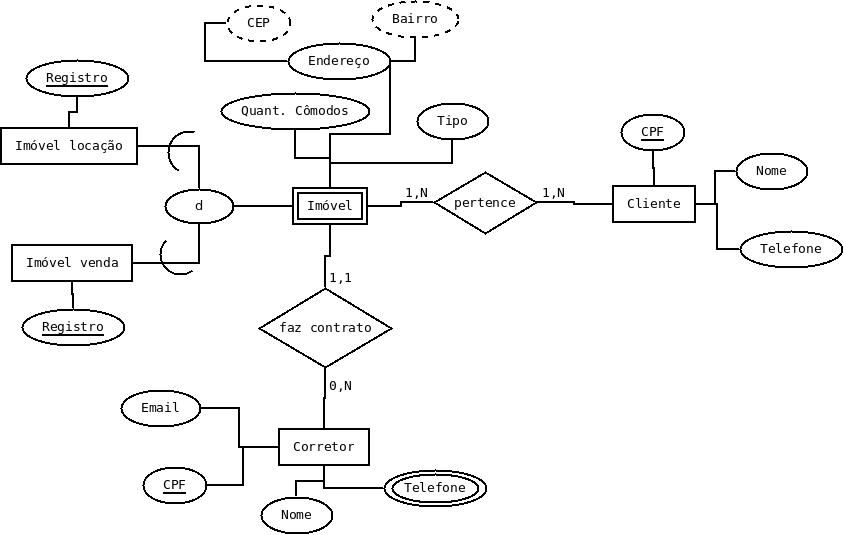 CEP
Bairro
Endereço
Registro
Quant. Cômodos
Tipo
CPF
Imóvel locação
Nome
d
Imóvel
1,N
pertence
1,N
Cliente
Telefone
Imóvel venda
1,1
Registro
faz contrato
0,N
Email
Corretor
CPF
Telefone
Nome